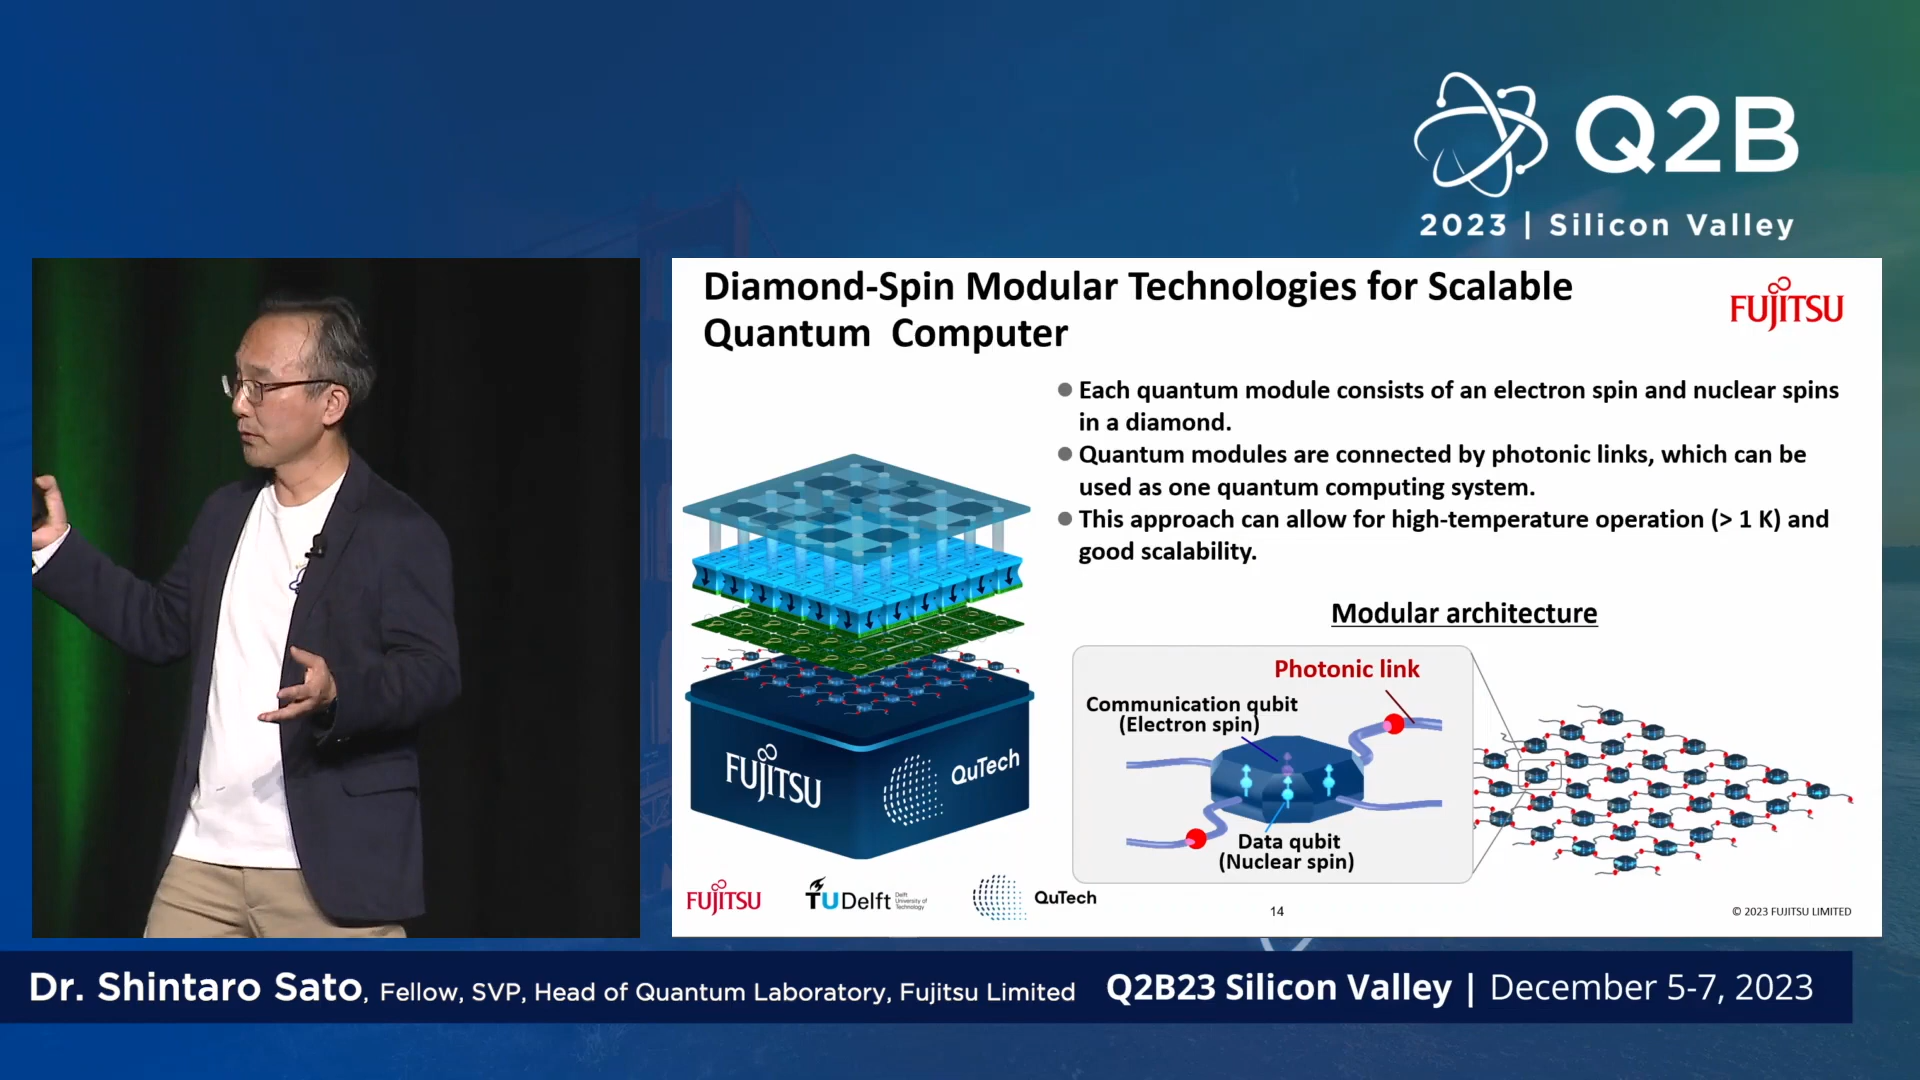 Q2B
2023 | Silicon Valley
Diamond-Spin Modular Technologies for Scalable
Quantum Computer
FUJITSU
Each quantum module consists of an electron spin and nuclear spins
in a diamond.
Quantum modules are connected by photonic links, which can be
used as one quantum computing system.
This approach can allow for high-temperature operation (> 1 K) and
good scalability.
Modular architecture
Photonic link
Communication qubit
(Electron spin)
Data qubit
(Nuclear spin)
FUJITSU
QuTech
FUJITSU
TUDelft
Delft
University of
Technology
QuTech
14
© 2023 FUJITSU LIMITED
Dr. Shintaro Sato, Fellow, SVP, Head of Quantum Laboratory, Fujitsu Limited
Q2B23 Silicon Valley | December 5-7, 2023